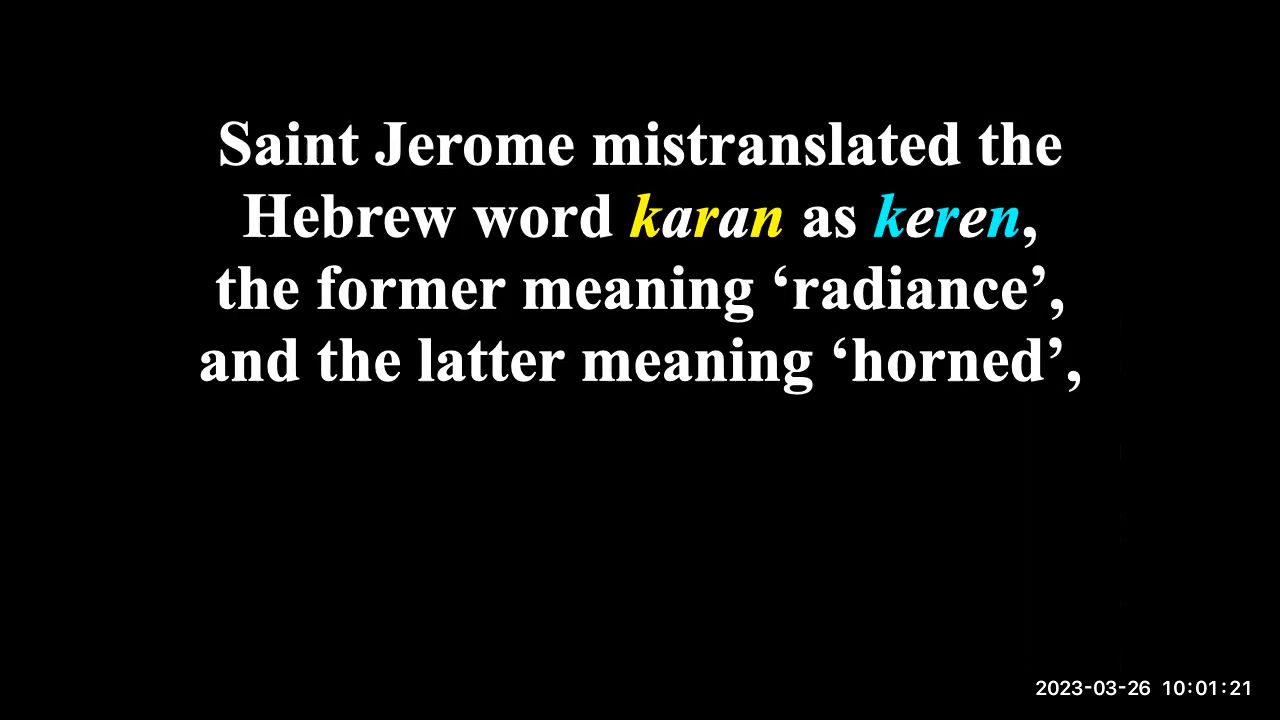 Saint Jerome mistranslated the
Hebrew word karan as keren,
the former meaning ‘radiance’,
and the latter meaning ‘horned’,
2023-03-26 10:01:21